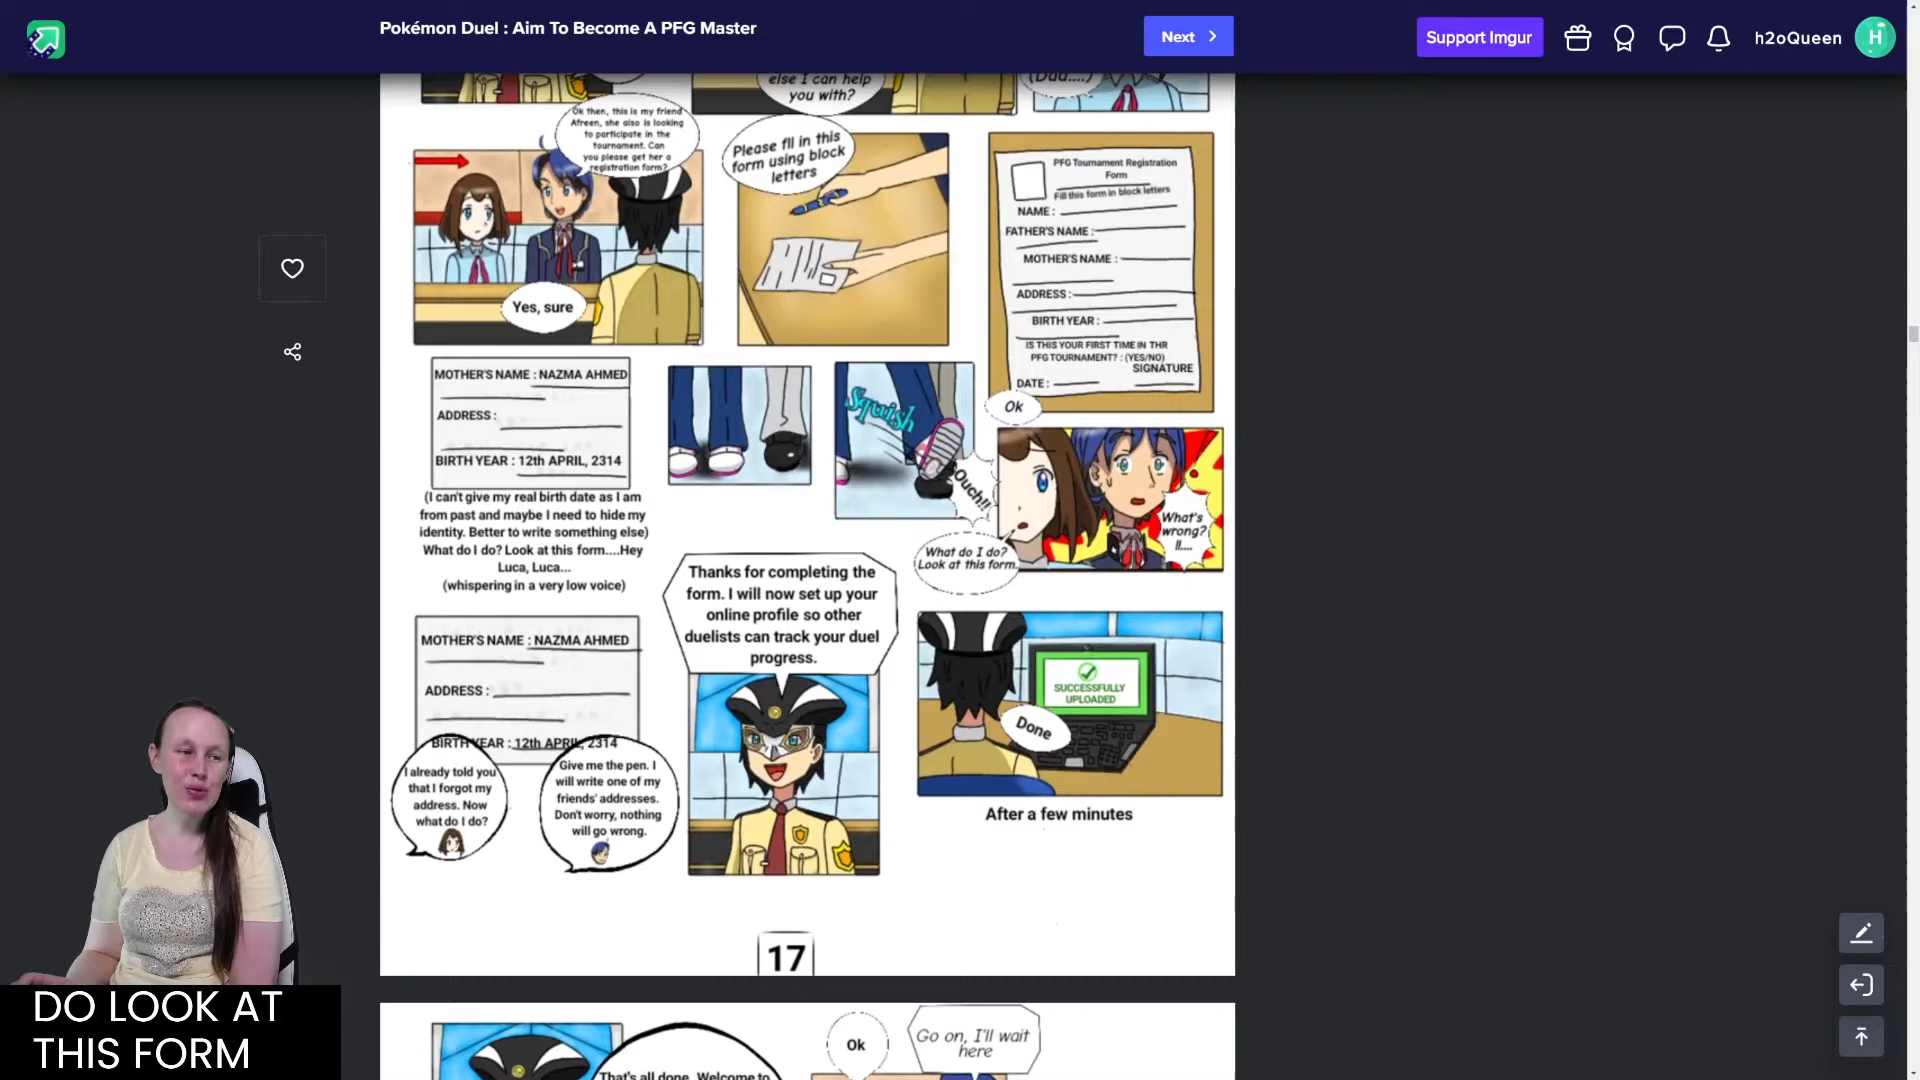 Pokémon Duel : Aim To Become A PFG Master
Next
Support Imgur
h2oQueen
H
else I can help
you with?
(Dad....)
Ok then, this is my friend
Afreen, she also is looking
to participate in the
tournament. Can
you please get her a
registration form?
Yes, sure
Please fll in this
form using block
letters
PFG Tournament Registration
Form
Fill this form in block letters
NAME :
FATHER'S NAME :
MOTHER'S NAME :
ADDRESS :
BIRTH YEAR :
IS THIS YOUR FIRST TIME IN THR
PFG TOURNAMENT? : (YES/NO)
SIGNATURE
DATE :
Ok
MOTHER'S NAME : NAZMA AHMED
ADDRESS :
BIRTH YEAR : 12th APRIL, 2314
(I can't give my real birth date as I am
from past and maybe I need to hide my
identity. Better to write something else)
What do I do? Look at this form....Hey
Luca, Luca...
(whispering in a very low voice)
Squish
Ouch!!
What's
wrong?
What do I do?
Look at this form.
MOTHER'S NAME : NAZMA AHMED
ADDRESS :
BIRTH YEAR : 12th APRIL, 2314
I already told you
that I forgot my
address. Now
what do I do?
Give me the pen. I
will write one of my
friends' addresses.
Don't worry, nothing
will go wrong.
Thanks for completing the
form. I will now set up your
online profile so other
duelists can track your duel
progress.
SUCCESSFULLY
UPLOADED
Done
After a few minutes
17
That's all done. Welcome to
Ok
Go on, I'll wait
here
DO LOOK AT
THIS FORM